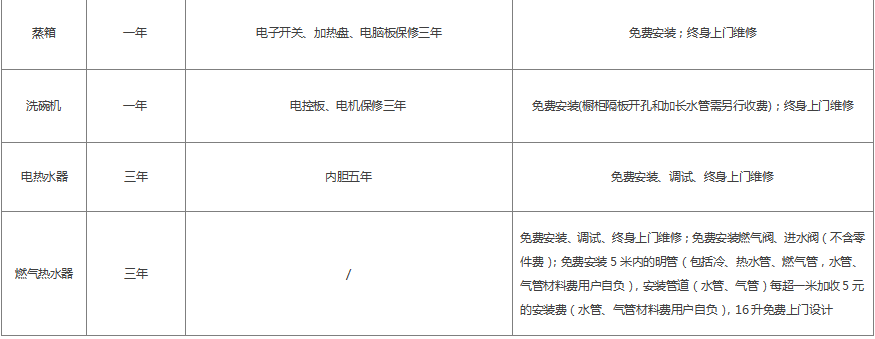 蒸箱 一年 电子开关、加热盘、电脑板保修三年 免费安装；终身上门维修
洗碗机 一年 电控板、电机保修三年 免费安装(橱柜隔板开孔和加长水管需另行收费)；终身上门维修
电热水器 三年 内胆五年 免费安装、调试、终身上门维修
燃气热水器 三年 /
免费安装、调试、终身上门维修；免费安装燃气阀、进水阀（不含零
件费）；免费安装5米内的明管（包括冷、热水管、燃气管，水管、
气管材料费用户自负），安装管道（水管、气管）每超一米加收5元
的安装费（水管、气管材料费用户自负），16升免费上门设计